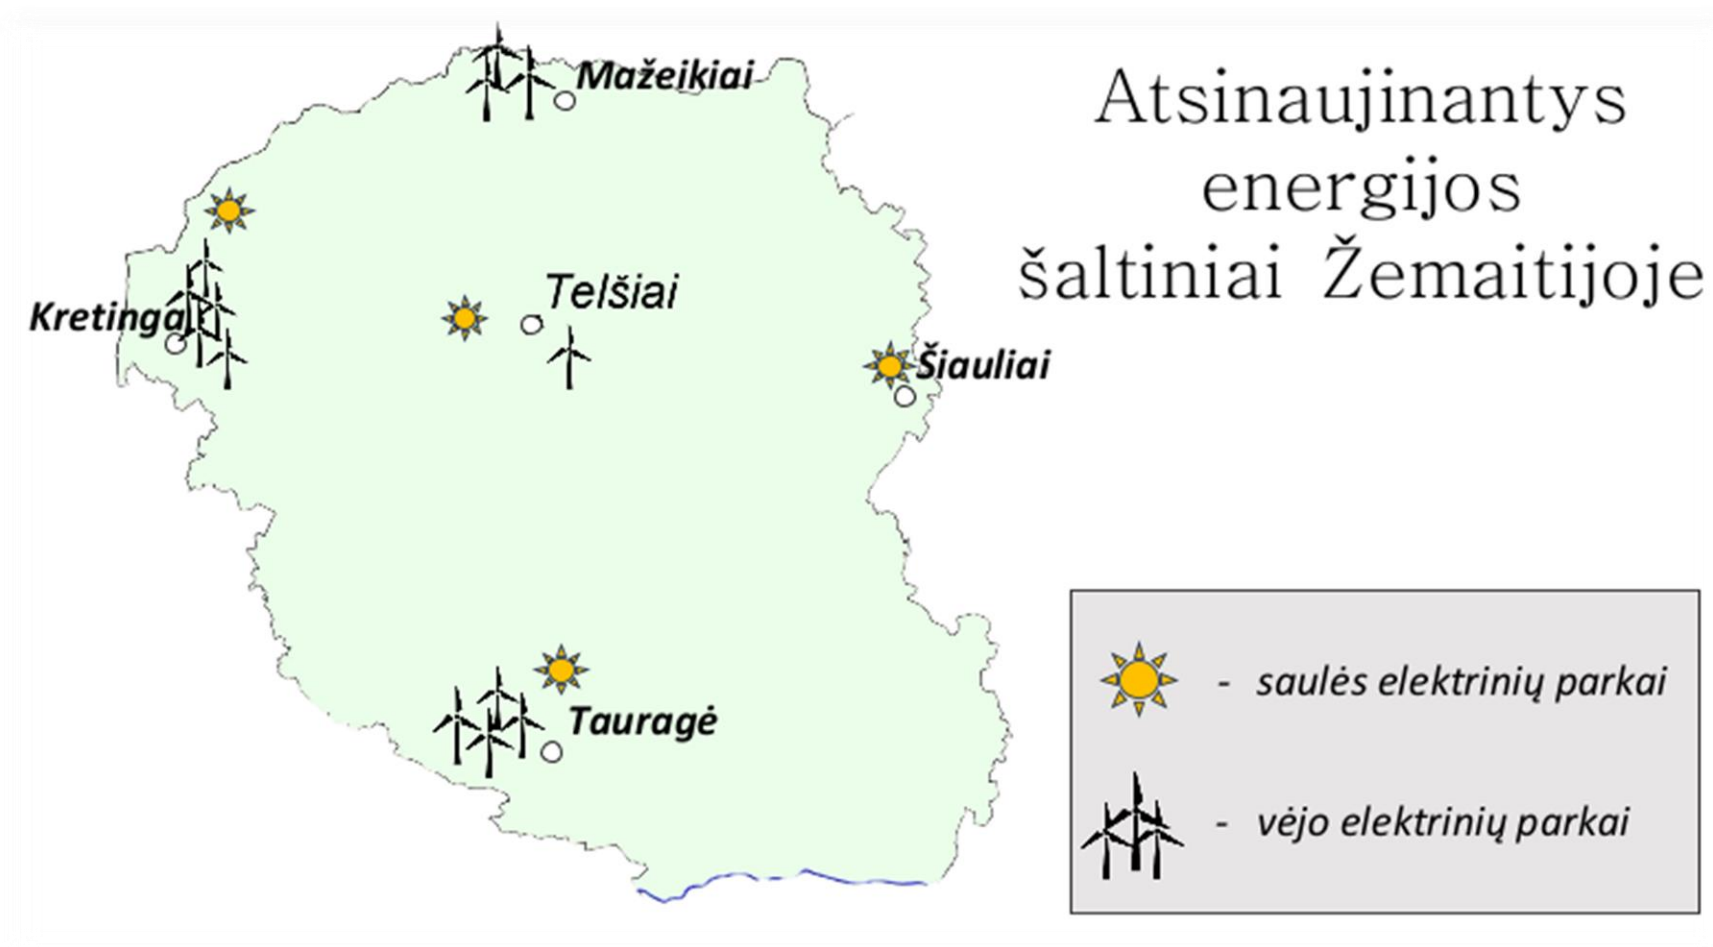 Atsinaujinantys
energijos
šaltiniai Žemaitijoje
Mažeikiai
Telšiai
Kretinga
Šiauliai
Tauragė
- saulės elektrinių parkai
- vėjo elektrinių parkai